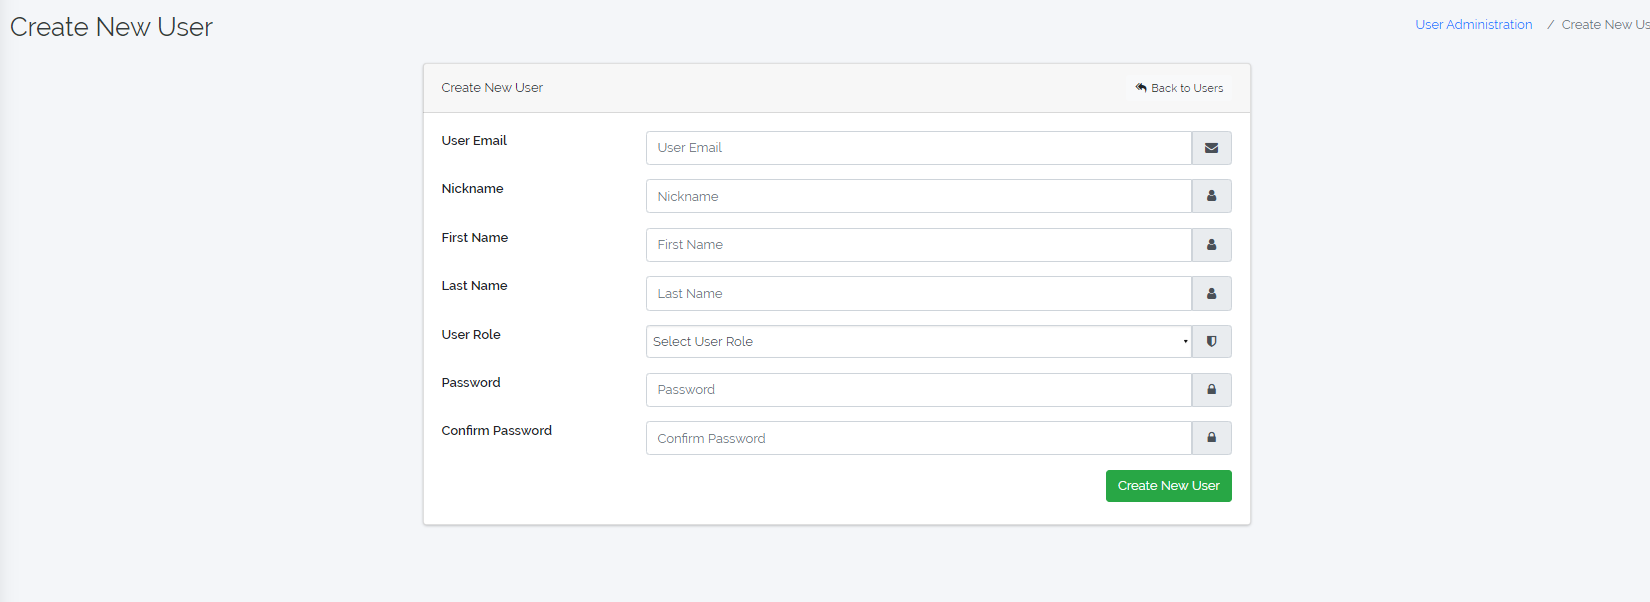 Create New User
User Administration / Create New Us
Create New User
Back to Users
User Email
User Email
Nickname
Nickname
First Name
First Name
Last Name
Last Name
User Role
Select User Role
Password
Password
Confirm Password
Confirm Password
Create New User